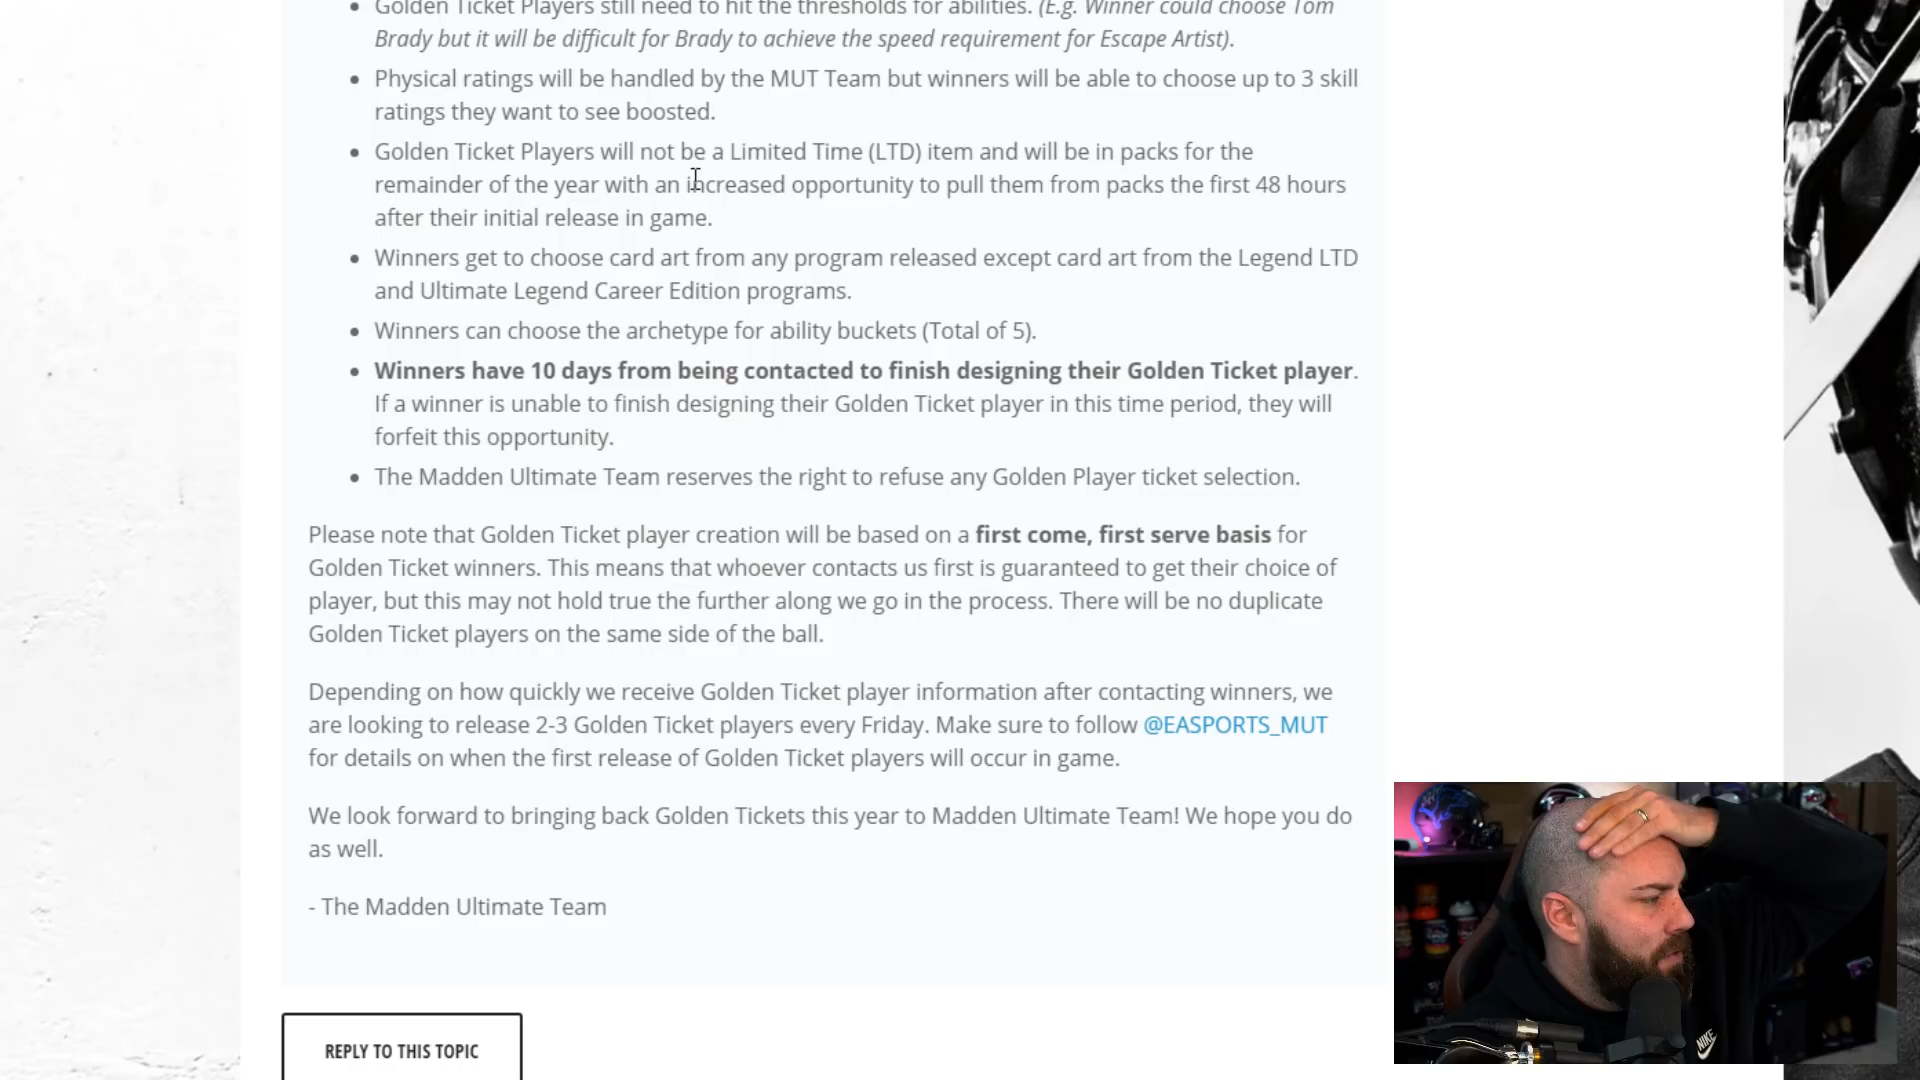 Golden Ticket Players still need to hit the thresholds for abilities. (E.g. Winner could choose Tom
Brady but it will be difficult for Brady to achieve the speed requirement for Escape Artist).
Physical ratings will be handled by the MUT Team but winners will be able to choose up to 3 skill
ratings they want to see boosted.
Golden Ticket Players will not be a Limited Time (LTD) item and will be in packs for the
remainder of the year with an increased opportunity to pull them from packs the first 48 hours
after their initial release in game.
Winners get to choose card art from any program released except card art from the Legend LTD
and Ultimate Legend Career Edition programs.
Winners can choose the archetype for ability buckets (Total of 5).
Winners have 10 days from being contacted to finish designing their Golden Ticket player.
If a winner is unable to finish designing their Golden Ticket player in this time period, they will
forfeit this opportunity.
The Madden Ultimate Team reserves the right to refuse any Golden Player ticket selection.
Please note that Golden Ticket player creation will be based on a first come, first serve basis for
Golden Ticket winners. This means that whoever contacts us first is guaranteed to get their choice of
player, but this may not hold true the further along we go in the process. There will be no duplicate
Golden Ticket players on the same side of the ball.
Depending on how quickly we receive Golden Ticket player information after contacting winners, we
are looking to release 2-3 Golden Ticket players every Friday. Make sure to follow @EASPORTS_MUT
for details on when the first release of Golden Ticket players will occur in game.
We look forward to bringing back Golden Tickets this year to Madden Ultimate Team! We hope you do
as well.
- The Madden Ultimate Team
REPLY TO THIS TOPIC
NIKE